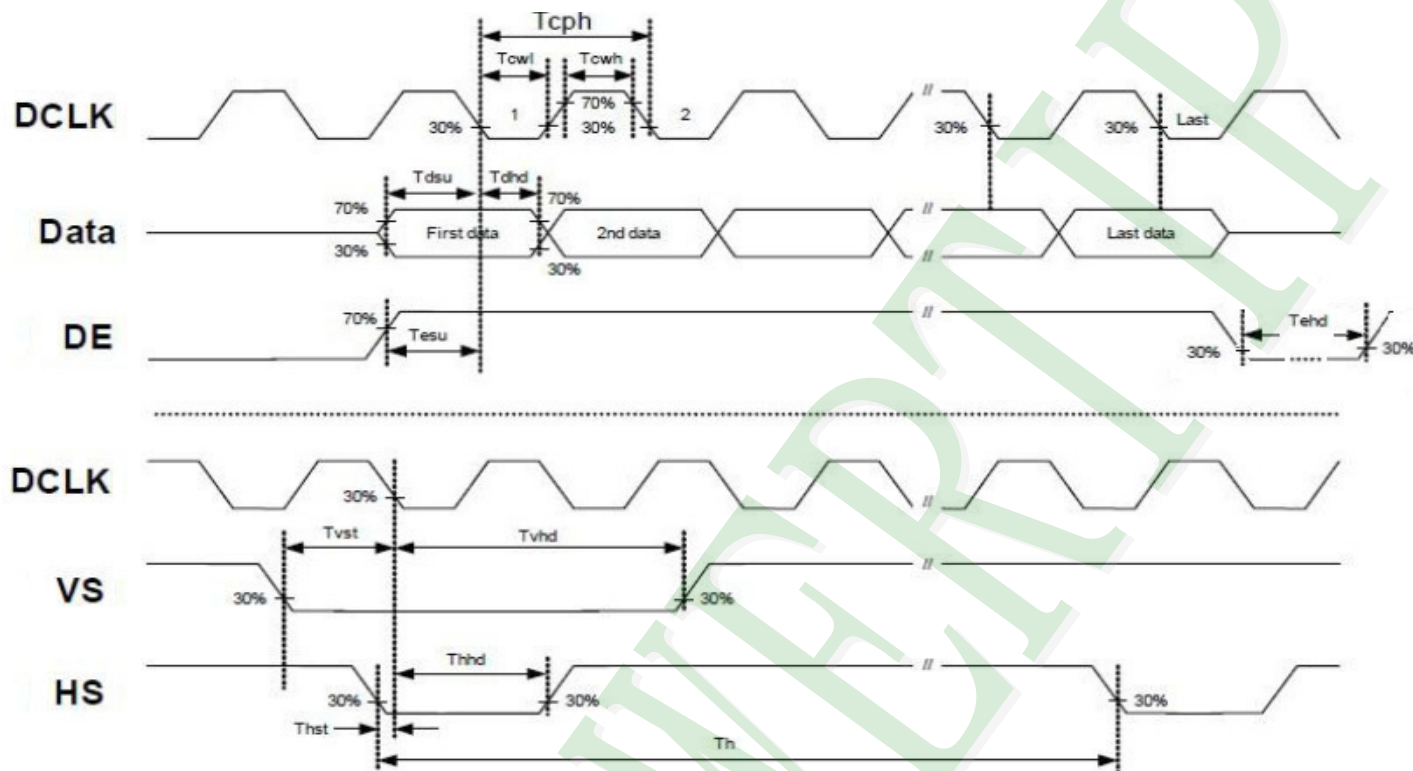 Tcph
Tcwl Tcwh
DCLK 30% 1 70% 30% 2 // 30% 30% Last
Tdsu Tdhd
70% 70%
Data First data 2nd data // // Last data
30% 30%
DE 70% Tesu // 30% Tehd 30%
DCLK 30% //
Tvst Tvhd
VS 30% 30% //
Thhd
HS 30% 30% // 30%
Thst
Th
WERTIP